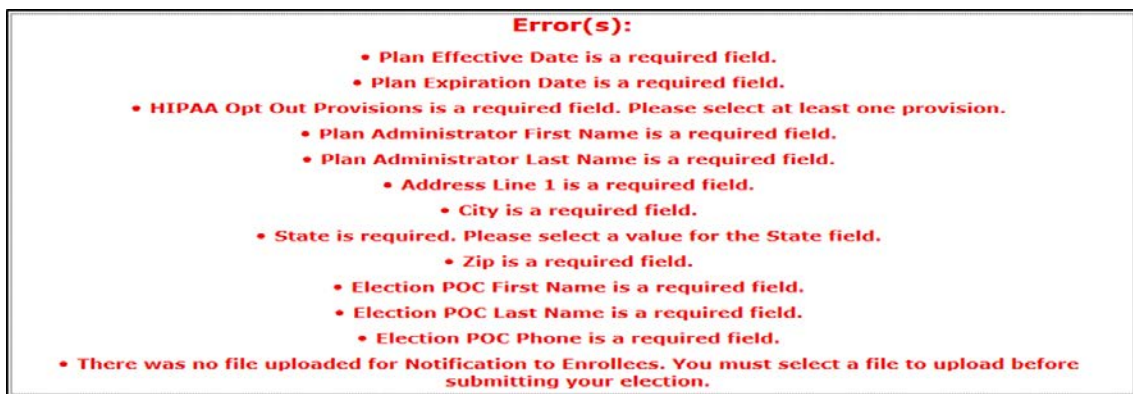 Error(s):
• Plan Effective Date is a required field.
• Plan Expiration Date is a required field.
• HIPAA Opt Out Provisions is a required field. Please select at least one provision.
• Plan Administrator First Name is a required field.
• Plan Administrator Last Name is a required field.
• Address Line 1 is a required field.
• City is a required field.
• State is required. Please select a value for the State field.
• Zip is a required field.
• Election POC First Name is a required field.
• Election POC Last Name is a required field.
• Election POC Phone is a required field.
• There was no file uploaded for Notification to Enrollees. You must select a file to upload before
submitting your election.